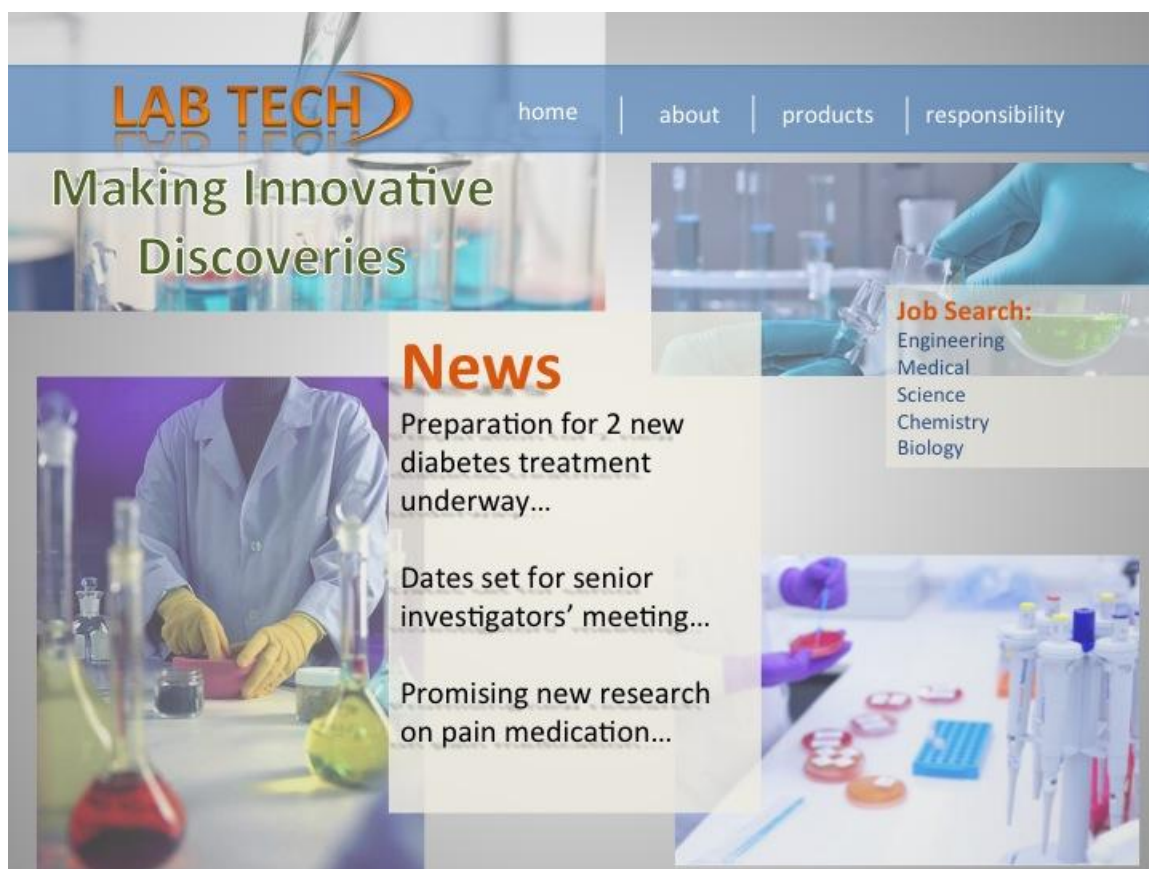 LAB TECH
home | about | products | responsibility
Making Innovative
Discoveries
Job Search:
Engineering
Medical
Science
Chemistry
Biology
News
Preparation for 2 new
diabetes treatment
underway…
Dates set for senior
investigators’ meeting…
Promising new research
on pain medication…